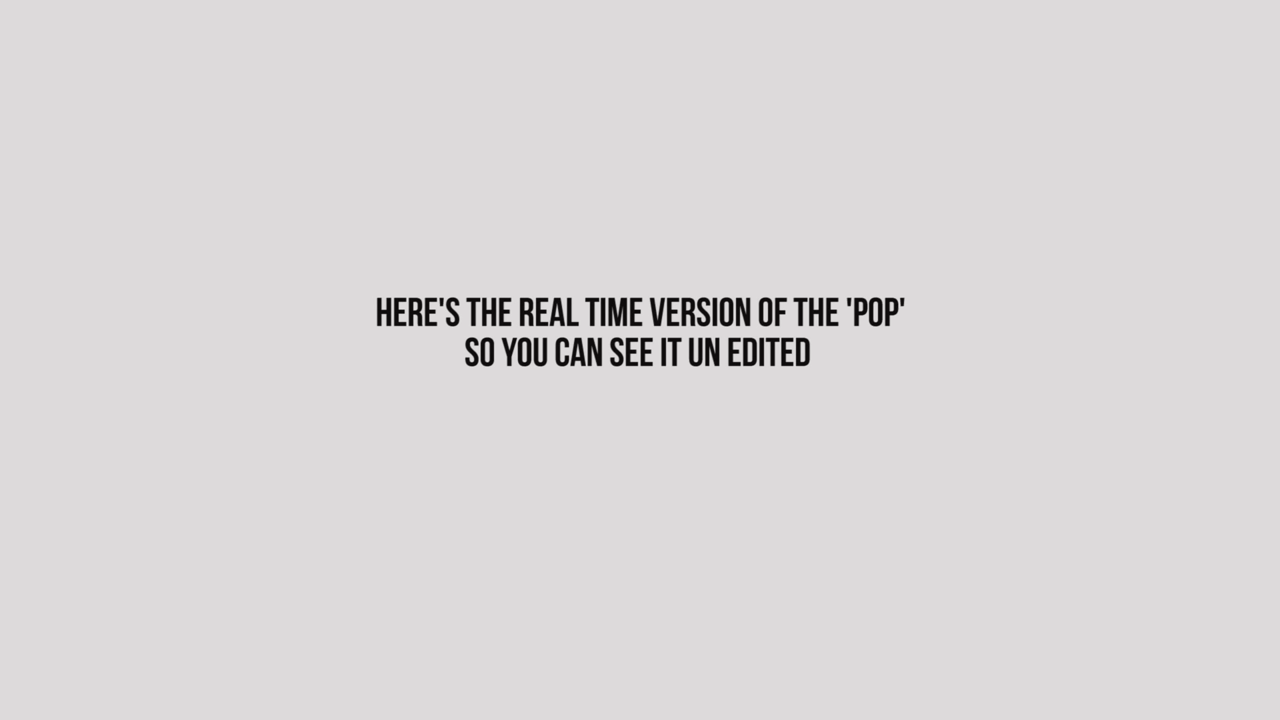 HERE'S THE REAL TIME VERSION OF THE 'POP'
SO YOU CAN SEE IT UN EDITED